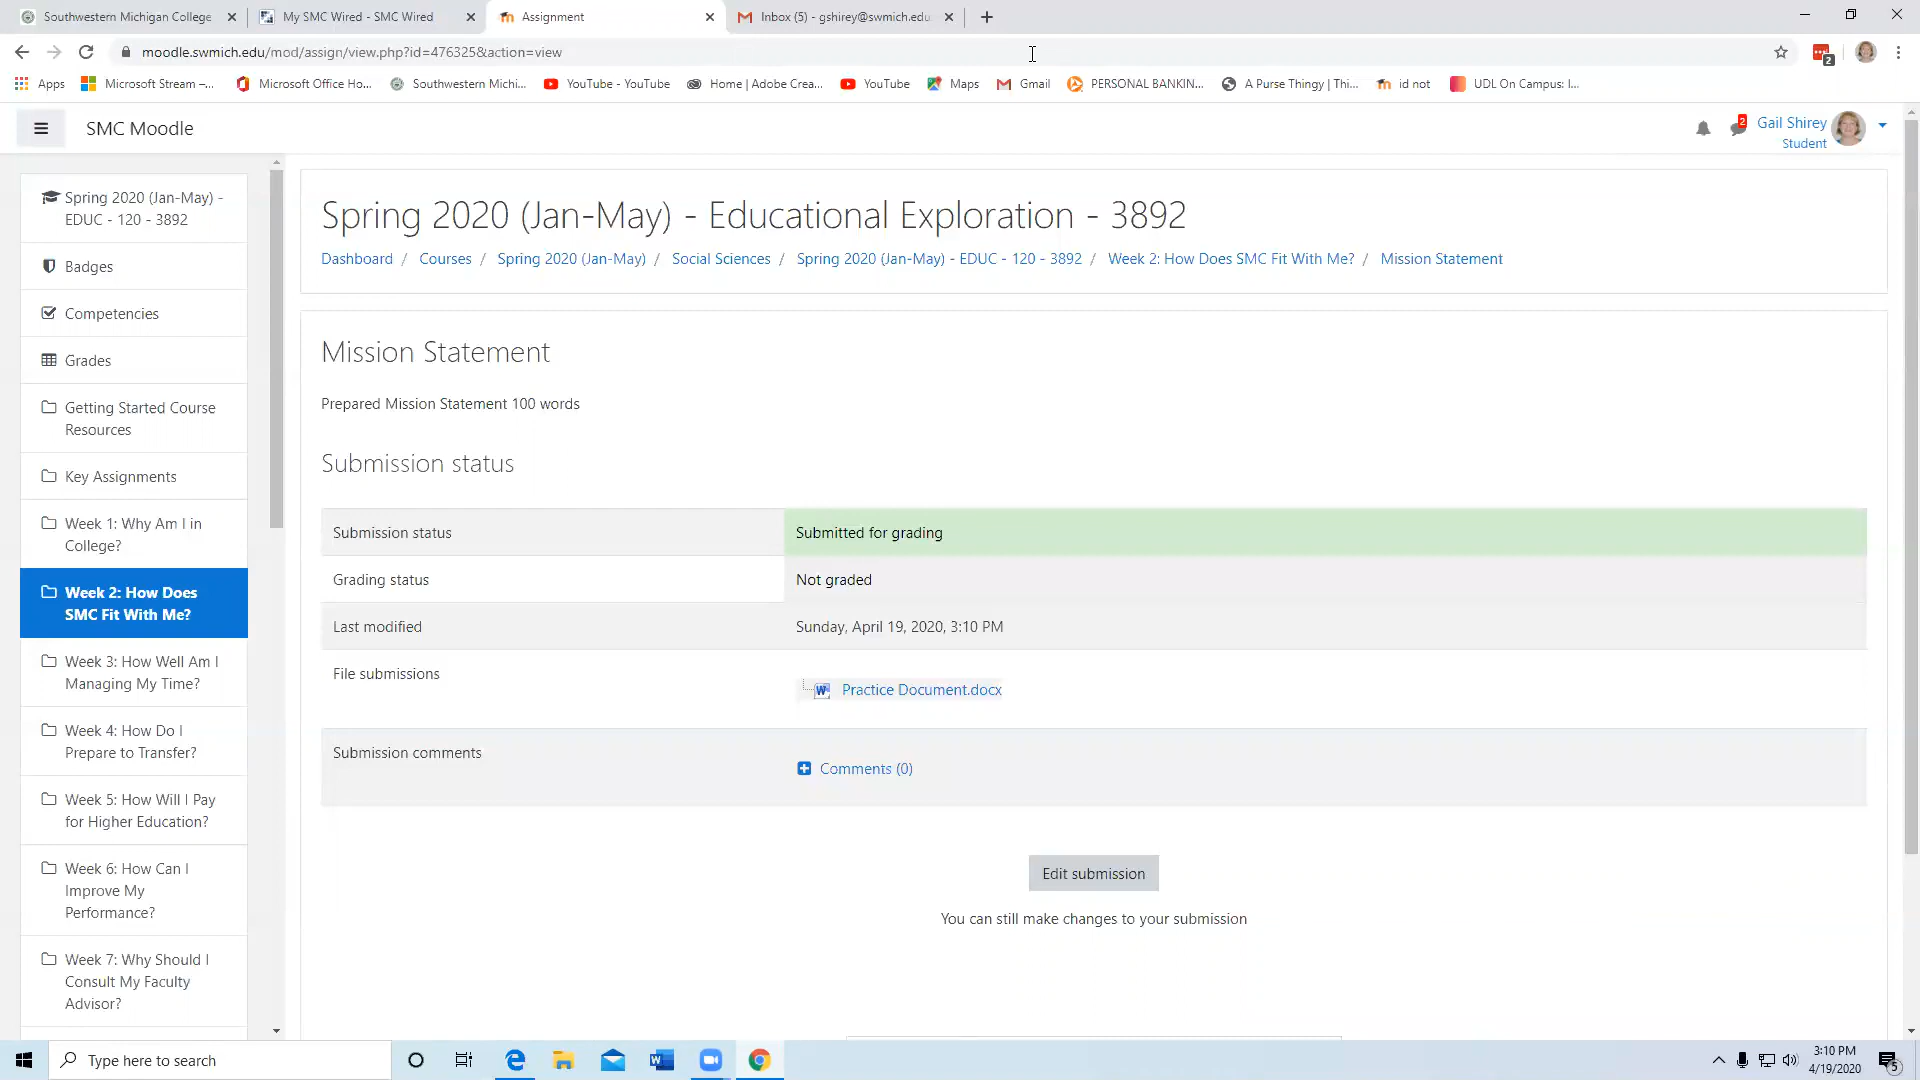 Southwestern Michigan College
My SMC Wired - SMC Wired
Assignment
Inbox (5) - gshirey@swmich.edu
moodle.swmich.edu/mod/assign/view.php?id=476325&action=view
2
Apps
Microsoft Stream –...
Microsoft Office Ho...
Southwestern Michi...
YouTube - YouTube
Home | Adobe Crea...
YouTube
Maps
Gmail
PERSONAL BANKIN...
A Purse Thingy | Thi...
id not
UDL On Campus: I...
SMC Moodle
2
Gail Shirey
Student
Spring 2020 (Jan-May) -
EDUC - 120 - 3892
Badges
Competencies
Grades
Getting Started Course
Resources
Key Assignments
Week 1: Why Am I in
College?
Week 2: How Does
SMC Fit With Me?
Week 3: How Well Am I
Managing My Time?
Week 4: How Do I
Prepare to Transfer?
Week 5: How Will I Pay
for Higher Education?
Week 6: How Can I
Improve My
Performance?
Week 7: Why Should I
Consult My Faculty
Advisor?
Spring 2020 (Jan-May) - Educational Exploration - 3892
Dashboard / Courses / Spring 2020 (Jan-May) / Social Sciences / Spring 2020 (Jan-May) - EDUC - 120 - 3892 / Week 2: How Does SMC Fit With Me? / Mission Statement
Mission Statement
Prepared Mission Statement 100 words
Submission status
Submission status
Submitted for grading
Grading status
Not graded
Last modified
Sunday, April 19, 2020, 3:10 PM
File submissions
Practice Document.docx
Submission comments
Comments (0)
Edit submission
You can still make changes to your submission
Type here to search
3:10 PM
4/19/2020
5